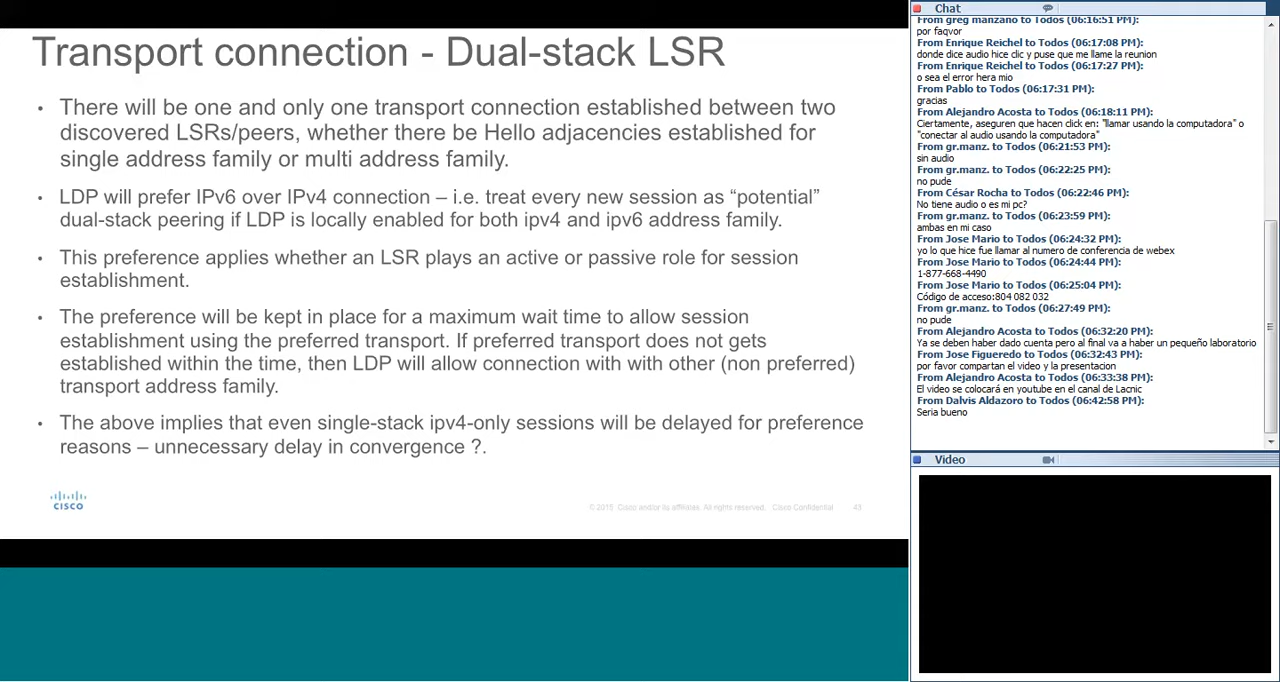 Transport connection - Dual-stack LSR
• There will be one and only one transport connection established between two
discovered LSRs/peers, whether there be Hello adjacencies established for
single address family or multi address family.
• LDP will prefer IPv6 over IPv4 connection – i.e. treat every new session as “potential”
dual-stack peering if LDP is locally enabled for both ipv4 and ipv6 address family.
• This preference applies whether an LSR plays an active or passive role for session
establishment.
• The preference will be kept in place for a maximum wait time to allow session
establishment using the preferred transport. If preferred transport does not gets
established within the time, then LDP will allow connection with with other (non preferred)
transport address family.
• The above implies that even single-stack ipv4-only sessions will be delayed for preference
reasons – unnecessary delay in convergence ?.
CISCO
© 2015 Cisco and/or its affiliates. All rights reserved. Cisco Confidential 43
Chat
From greg manzano to Todos (06:16:51 PM):
por faqvor
From Enrique Reichel to Todos (06:17:08 PM):
donde dice audio hice clic y puse que me llame la reunion
From Enrique Reichel to Todos (06:17:27 PM):
o sea el error hera mio
From Pablo to Todos (06:17:31 PM):
gracias
From Alejandro Acosta to Todos (06:18:11 PM):
Ciertamente, aseguren que hacen click en: "llamar usando la computadora" o
"conectar al audio usando la computadora"
From gr.manz. to Todos (06:21:53 PM):
sin audio
From gr.manz. to Todos (06:22:25 PM):
no pude
From César Rocha to Todos (06:22:46 PM):
No tiene audio o es mi pc?
From gr.manz. to Todos (06:23:59 PM):
ambas en mi caso
From Jose Mario to Todos (06:24:32 PM):
yo lo que hice fue llamar al numero de conferencia de webex
From Jose Mario to Todos (06:24:44 PM):
1-877-668-4490
From Jose Mario to Todos (06:25:04 PM):
Código de acceso:804 082 032
From gr.manz. to Todos (06:27:49 PM):
no pude
From Alejandro Acosta to Todos (06:32:20 PM):
Ya se deben haber dado cuenta pero al final va a haber un pequeño laboratorio
From Jose Figueredo to Todos (06:32:43 PM):
por favor compartan el video y la presentacion
From Alejandro Acosta to Todos (06:33:38 PM):
El video se colocará en youtube en el canal de Lacnic
From Dalvis Aldazoro to Todos (06:42:58 PM):
Seria bueno
Video